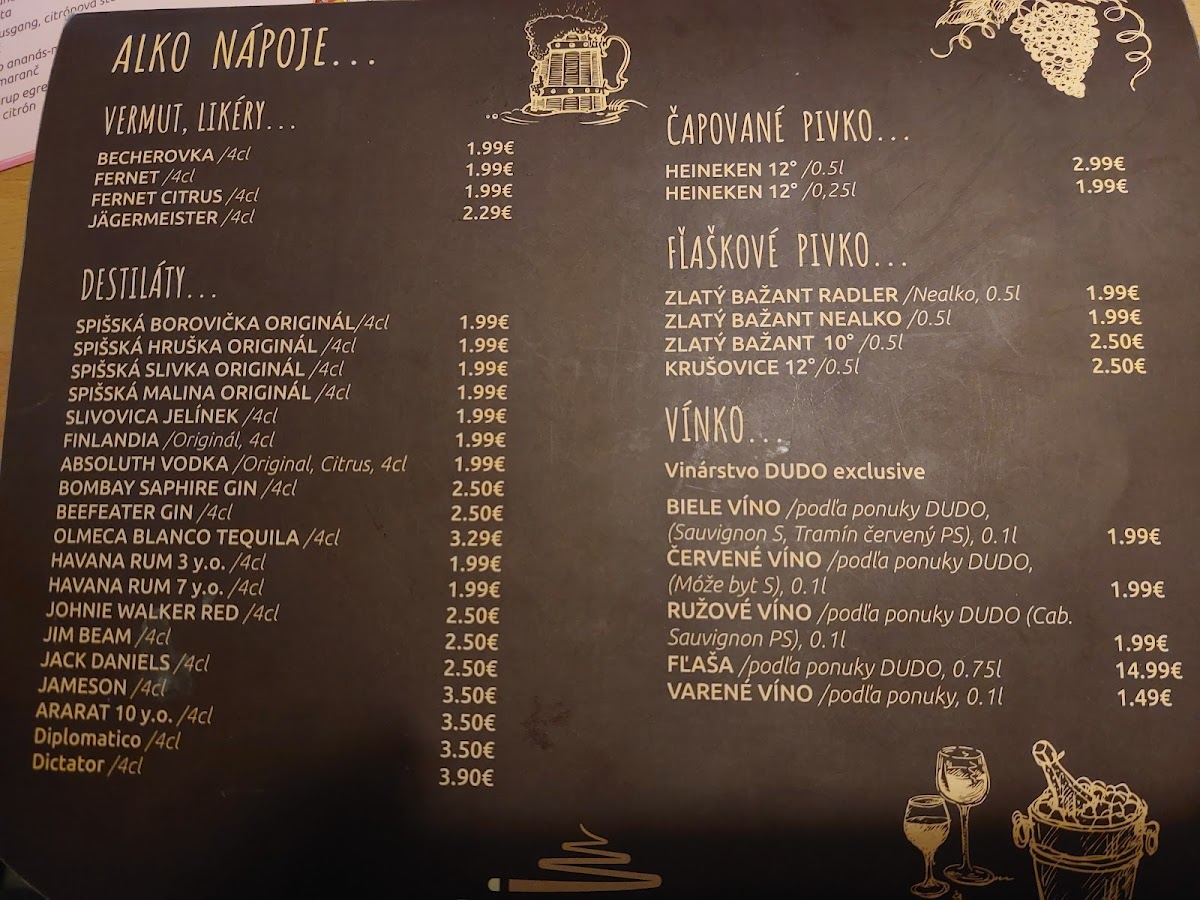 usgang, citrónová
ananás-
maranč
rup egre
citrón
ALKO NÁPOJE...
VERMUT, LIKÉRY...
BECHEROVKA /4cl 1.99€
FERNET /4cl 1.99€
FERNET CITRUS /4cl 1.99€
JÄGERMEISTER /4cl 2.29€
DESTILÁTY...
SPIŠSKÁ BOROVIČKA ORIGINÁL/4cl 1.99€
SPIŠSKÁ HRUŠKA ORIGINÁL /4cl 1.99€
SPIŠSKÁ SLIVKA ORIGINÁL /4cl 1.99€
SPIŠSKÁ MALINA ORIGINÁL /4cl 1.99€
SLIVOVICA JELÍNEK /4cl 1.99€
FINLANDIA /Originál, 4cl 1.99€
ABSOLUTH VODKA /Original, Citrus, 4cl 1.99€
BOMBAY SAPHIRE GIN /4cl 2.50€
BEEFEATER GIN /4cl 2.50€
OLMECA BLANCO TEQUILA /4cl 3.29€
HAVANA RUM 3 y.o. /4cl 1.99€
HAVANA RUM 7 y.o. /4cl 1.99€
JOHNIE WALKER RED /4cl 2.50€
JIM BEAM /4cl 2.50€
JACK DANIELS /4cl 2.50€
JAMESON /4cl 3.50€
ARARAT 10 y.o. /4cl 3.50€
Diplomatico /4cl 3.50€
Dictator /4cl 3.90€
ČAPOVANÉ PIVKO...
HEINEKEN 12° /0.5l 2.99€
HEINEKEN 12° /0,25l 1.99€
FĽAŠKOVÉ PIVKO...
ZLATÝ BAŽANT RADLER /Nealko, 0.5l 1.99€
ZLATÝ BAŽANT NEALKO /0.5l 1.99€
ZLATÝ BAŽANT 10° /0.5l 2.50€
KRUŠOVICE 12°/0.5l 2.50€
VÍNKO...
Vinárstvo DUDO exclusive
BIELE VÍNO /podľa ponuky DUDO,
(Sauvignon S, Tramín červený PS), 0.1l 1.99€
ČERVENÉ VÍNO /podľa ponuky DUDO,
(Móže byt S), 0.1l 1.99€
RUŽOVÉ VÍNO /podľa ponuky DUDO (Cab.
Sauvignon PS), 0.1l 1.99€
FĽAŠA /podľa ponuky DUDO, 0.75l 14.99€
VARENÉ VÍNO /podľa ponuky, 0.1l 1.49€